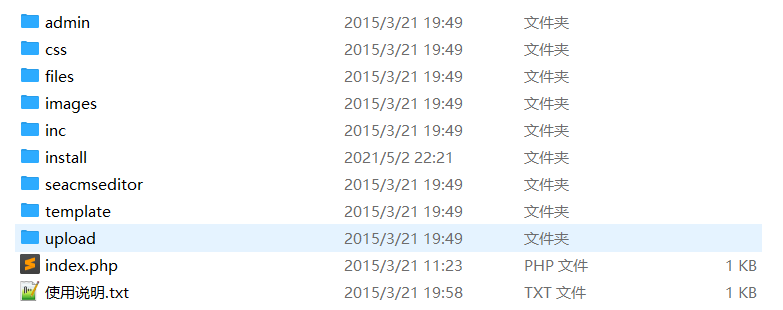 admin 2015/3/21 19:49 文件夹
css 2015/3/21 19:49 文件夹
files 2015/3/21 19:49 文件夹
images 2015/3/21 19:49 文件夹
inc 2015/3/21 19:49 文件夹
install 2021/5/2 22:21 文件夹
seacmseditor 2015/3/21 19:49 文件夹
template 2015/3/21 19:49 文件夹
upload 2015/3/21 19:49 文件夹
index.php 2015/3/21 11:23 PHP 文件 1 KB
使用说明.txt 2015/3/21 19:58 TXT 文件 1 KB